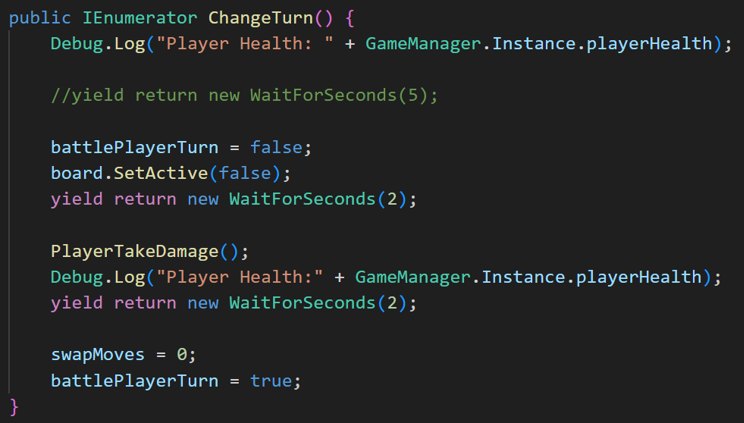 public IEnumerator ChangeTurn() {
Debug.Log("Player Health: " + GameManager.Instance.playerHealth);
//yield return new WaitForSeconds(5);
battlePlayerTurn = false;
board.SetActive(false);
yield return new WaitForSeconds(2);
PlayerTakeDamage();
Debug.Log("Player Health:" + GameManager.Instance.playerHealth);
yield return new WaitForSeconds(2);
swapMoves = 0;
battlePlayerTurn = true;
}